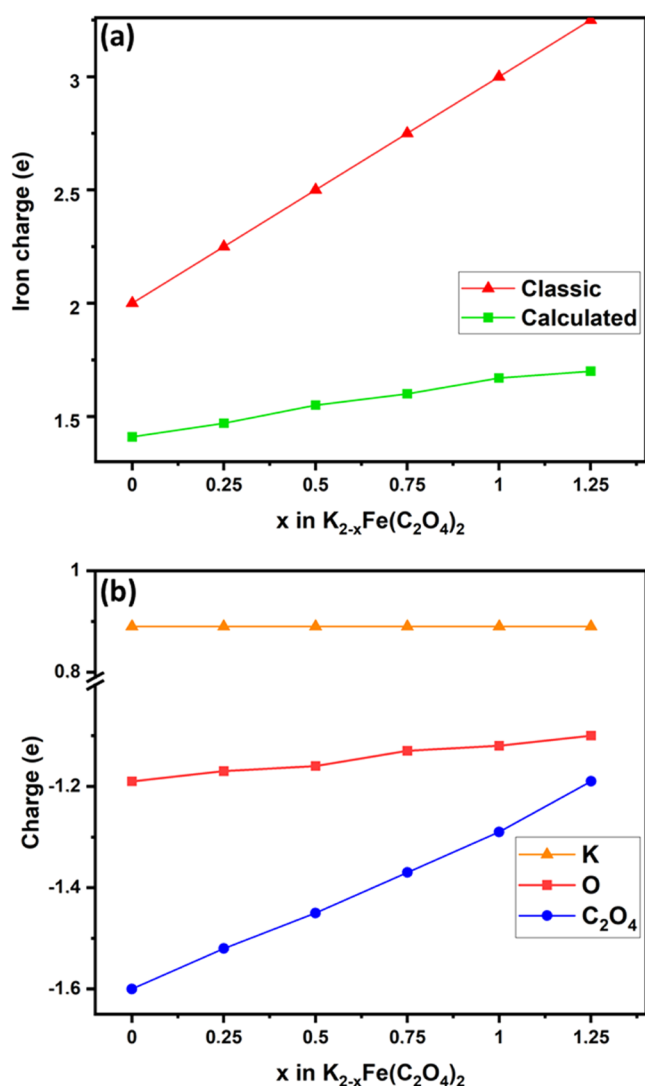 (a)
3
2.5
2
1.5
Iron charge (e)
Classic
Calculated
0 0.25 0.5 0.75 1 1.25
x in K₂₋ₓFe(C₂O₄)₂
(b)
1
0.8
-1.2
-1.4
-1.6
Charge (e)
K
O
C₂O₄
0 0.25 0.5 0.75 1 1.25
x in K₂₋ₓFe(C₂O₄)₂